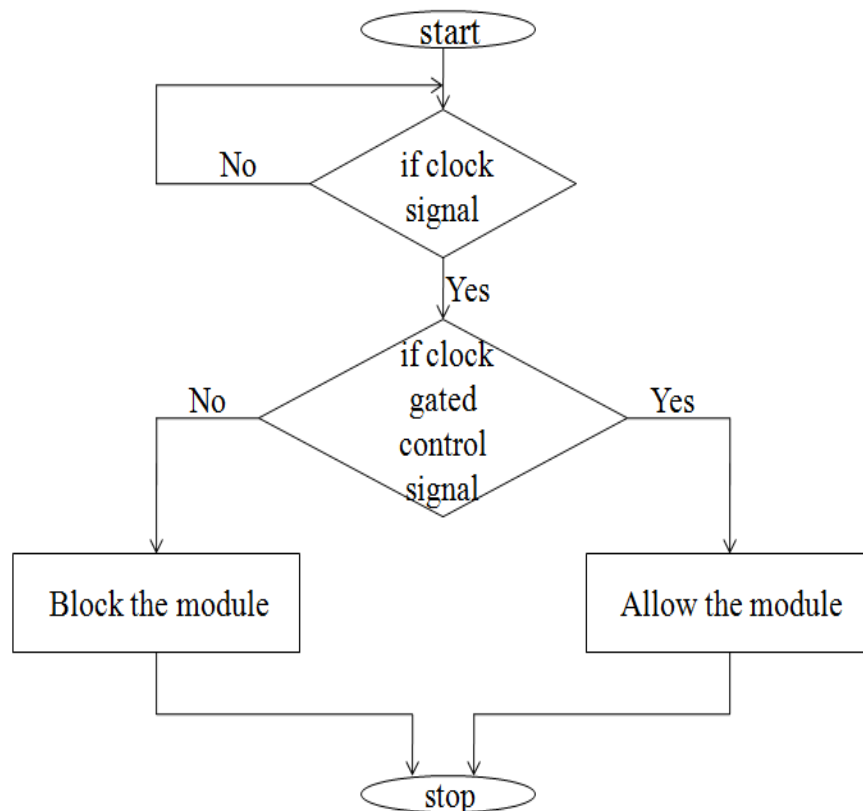 start
No
if clock
signal
Yes
if clock
No
gated
Yes
control
signal
Block the module
Allow the module
stop